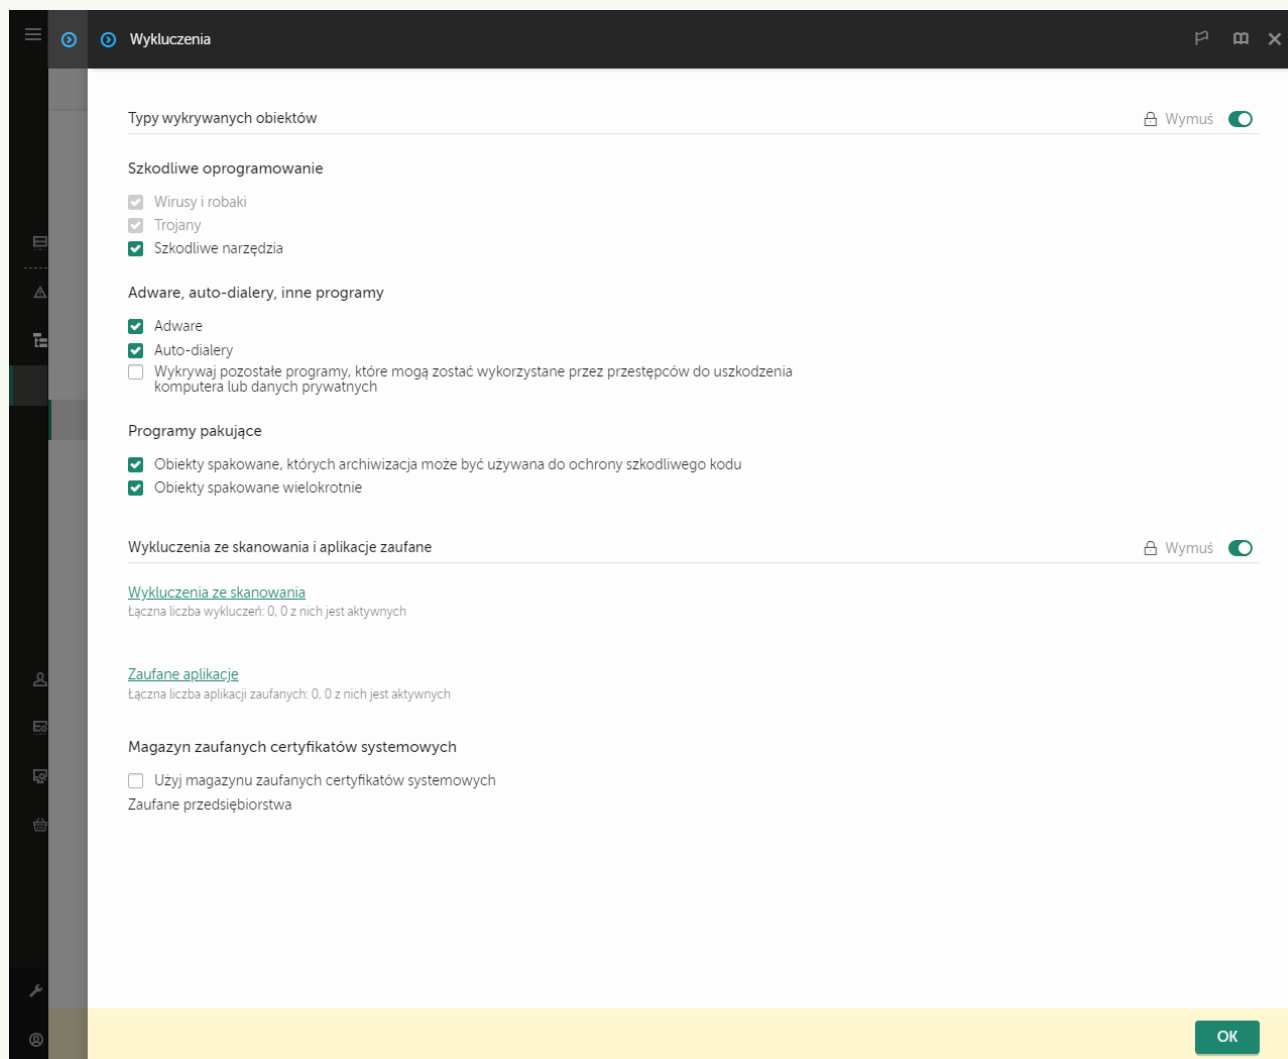 Wykluczenia
Typy wykrywanych obiektów
Wymuś
Szkodliwe oprogramowanie
Wirusy i robaki
Trojany
Szkodliwe narzędzia
Adware, auto-dialery, inne programy
Adware
Auto-dialery
Wykrywaj pozostałe programy, które mogą zostać wykorzystane przez przestępców do uszkodzenia
komputera lub danych prywatnych
Programy pakujące
Obiekty spakowane, których archiwizacja może być używana do ochrony szkodliwego kodu
Obiekty spakowane wielokrotnie
Wykluczenia ze skanowania i aplikacje zaufane
Wymuś
Wykluczenia ze skanowania
Łączna liczba wykluczeń: 0, 0 z nich jest aktywnych
Zaufane aplikacje
Łączna liczba aplikacji zaufanych: 0, 0 z nich jest aktywnych
Magazyn zaufanych certyfikatów systemowych
Użyj magazynu zaufanych certyfikatów systemowych
Zaufane przedsiębiorstwa
OK